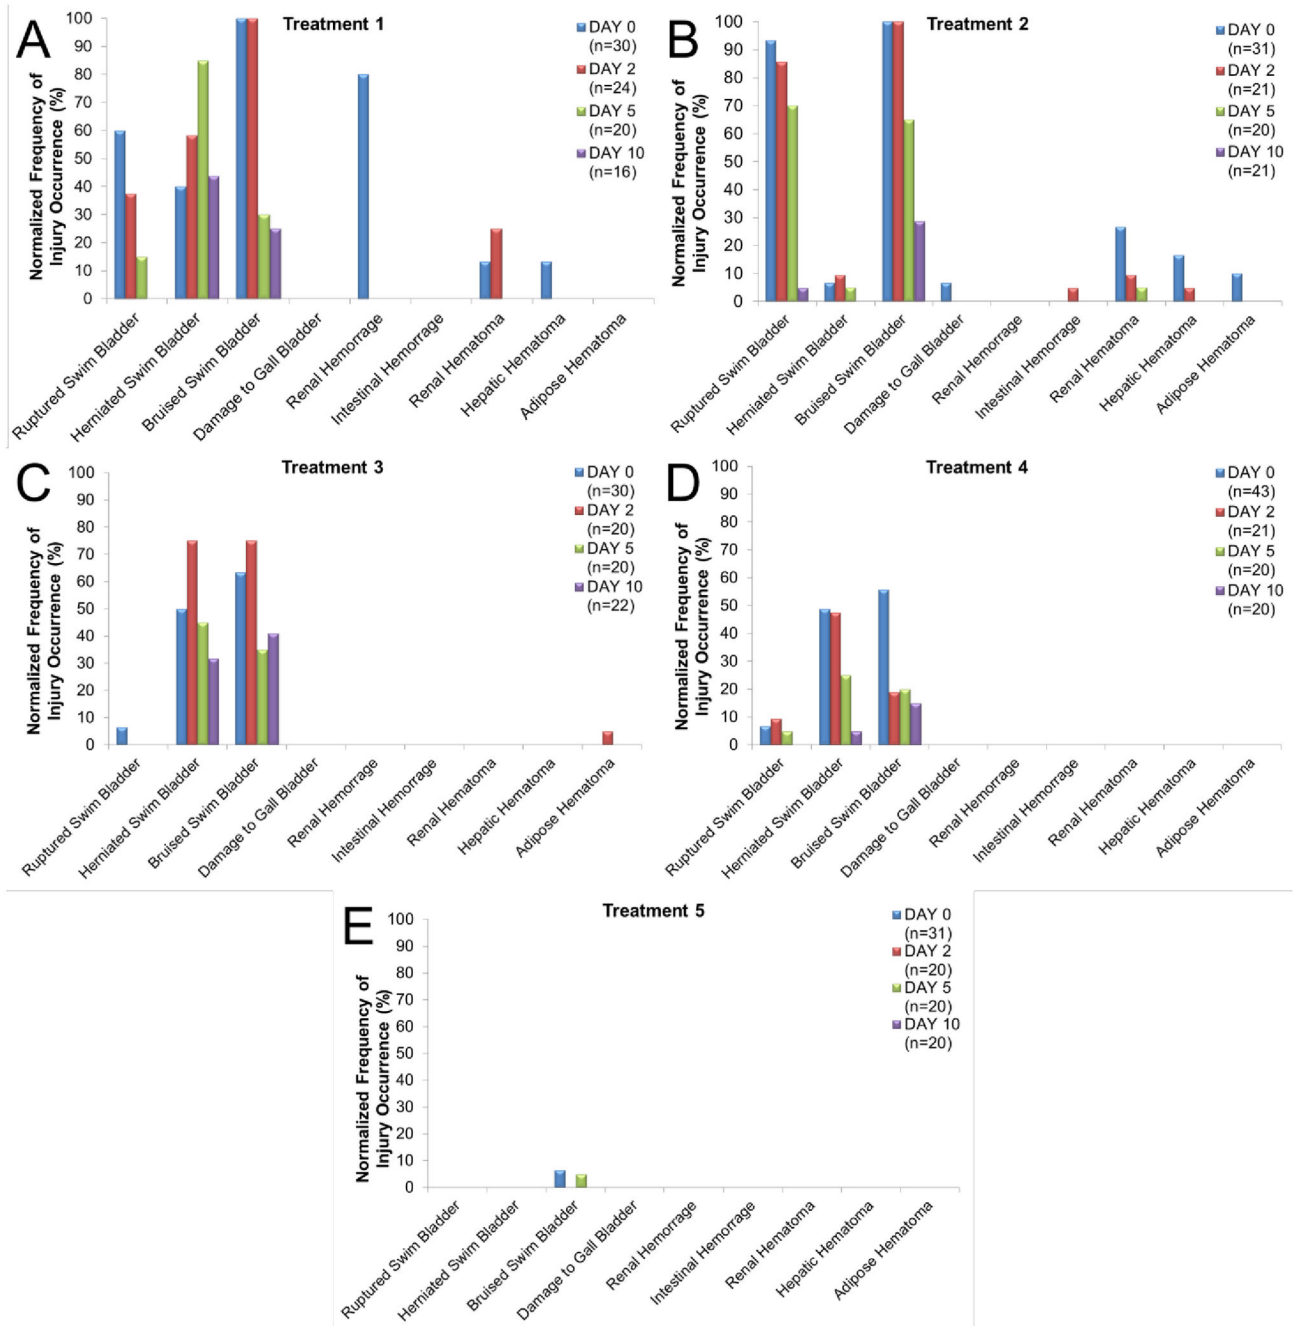 A
Treatment 1
Normalized Frequency of
Injury Occurrence (%)
100
90
80
70
60
50
40
30
20
10
0
DAY 0
(n=30)
DAY 2
(n=24)
DAY 5
(n=20)
DAY 10
(n=16)
Ruptured Swim Bladder
Herniated Swim Bladder
Bruised Swim Bladder
Damage to Gall Bladder
Renal Hemorrage
Intestinal Hemorrage
Renal Hematoma
Hepatic Hematoma
Adipose Hematoma
B
Treatment 2
Normalized Frequency of
Injury Occurrence (%)
100
90
80
70
60
50
40
30
20
10
0
DAY 0
(n=31)
DAY 2
(n=21)
DAY 5
(n=20)
DAY 10
(n=21)
Ruptured Swim Bladder
Herniated Swim Bladder
Bruised Swim Bladder
Damage to Gall Bladder
Renal Hemorrage
Intestinal Hemorrage
Renal Hematoma
Hepatic Hematoma
Adipose Hematoma
C
Treatment 3
Normalized Frequency of
Injury Occurrence (%)
100
90
80
70
60
50
40
30
20
10
0
DAY 0
(n=30)
DAY 2
(n=20)
DAY 5
(n=20)
DAY 10
(n=22)
Ruptured Swim Bladder
Herniated Swim Bladder
Bruised Swim Bladder
Damage to Gall Bladder
Renal Hemorrage
Intestinal Hemorrage
Renal Hematoma
Hepatic Hematoma
Adipose Hematoma
D
Treatment 4
Normalized Frequency of
Injury Occurrence (%)
100
90
80
70
60
50
40
30
20
10
0
DAY 0
(n=43)
DAY 2
(n=21)
DAY 5
(n=20)
DAY 10
(n=20)
Ruptured Swim Bladder
Herniated Swim Bladder
Bruised Swim Bladder
Damage to Gall Bladder
Renal Hemorrage
Intestinal Hemorrage
Renal Hematoma
Hepatic Hematoma
Adipose Hematoma
E
Treatment 5
Normalized Frequency of
Injury Occurrence (%)
100
90
80
70
60
50
40
30
20
10
0
DAY 0
(n=31)
DAY 2
(n=20)
DAY 5
(n=20)
DAY 10
(n=20)
Ruptured Swim Bladder
Herniated Swim Bladder
Bruised Swim Bladder
Damage to Gall Bladder
Renal Hemorrage
Intestinal Hemorrage
Renal Hematoma
Hepatic Hematoma
Adipose Hematoma